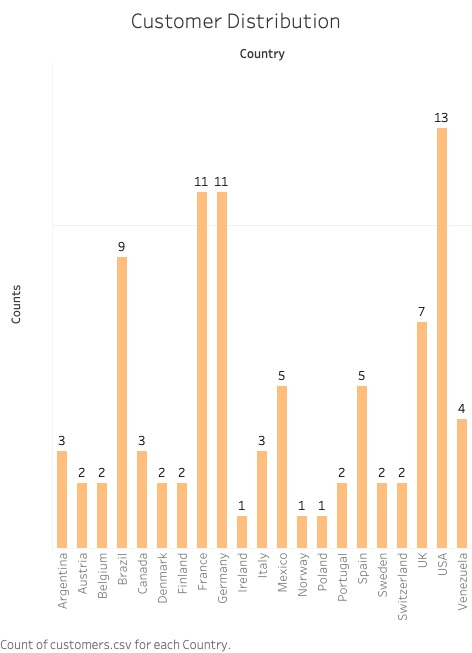 Customer Distribution
Country
Counts
3
2
2
9
3
2
2
11
11
1
3
5
1
1
2
5
2
2
7
13
4
Argentina
Austria
Belgium
Brazil
Canada
Denmark
Finland
France
Germany
Ireland
Italy
Mexico
Norway
Poland
Portugal
Spain
Sweden
Switzerland
UK
USA
Venezuela
Count of customers.csv for each Country.